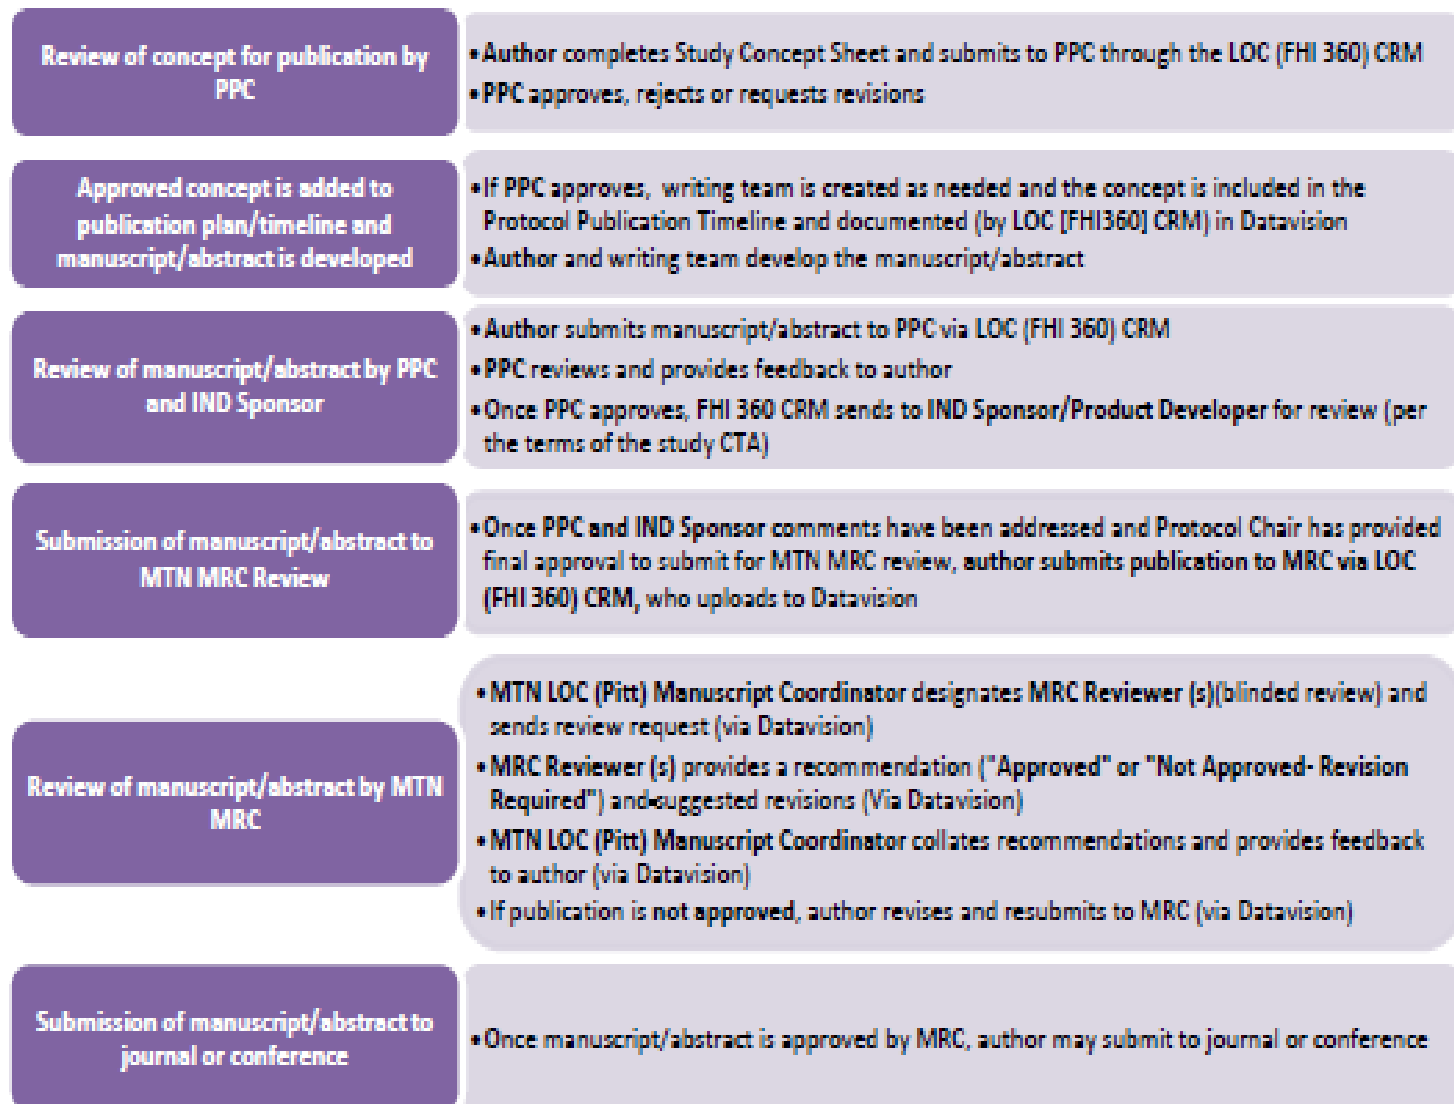 Review of concept for publication by
PPC
•Author completes Study Concept Sheet and submits to PPC through the LOC (FHI 360) CRM
•PPC approves, rejects or requests revisions
Approved concept is added to
publication plan/timeline and
manuscript/abstract is developed
•If PPC approves, writing team is created as needed and the concept is included in the
Protocol Publication Timeline and documented (by LOC [FHI360] CRM) in Datavision
•Author and writing team develop the manuscript/abstract
Review of manuscript/abstract by PPC
and IND Sponsor
•Author submits manuscript/abstract to PPC via LOC (FHI 360) CRM
•PPC reviews and provides feedback to author
•Once PPC approves, FHI 360 CRM sends to IND Sponsor/Product Developer for review (per
the terms of the study CTA)
Submission of manuscript/abstract to
MTN MRC Review
•Once PPC and IND Sponsor comments have been addressed and Protocol Chair has provided
final approval to submit for MTN MRC review, author submits publication to MRC via LOC
(FHI 360) CRM, who uploads to Datavision
Review of manuscript/abstract by MTN
MRC
•MTN LOC (Pitt) Manuscript Coordinator designates MRC Reviewer (s)(blinded review) and
sends review request (via Datavision)
•MRC Reviewer (s) provides a recommendation ("Approved" or "Not Approved- Revision
Required") and suggested revisions (Via Datavision)
•MTN LOC (Pitt) Manuscript Coordinator collates recommendations and provides feedback
to author (via Datavision)
•If publication is not approved, author revises and resubmits to MRC (via Datavision)
Submission of manuscript/abstract to
journal or conference
•Once manuscript/abstract is approved by MRC, author may submit to journal or conference